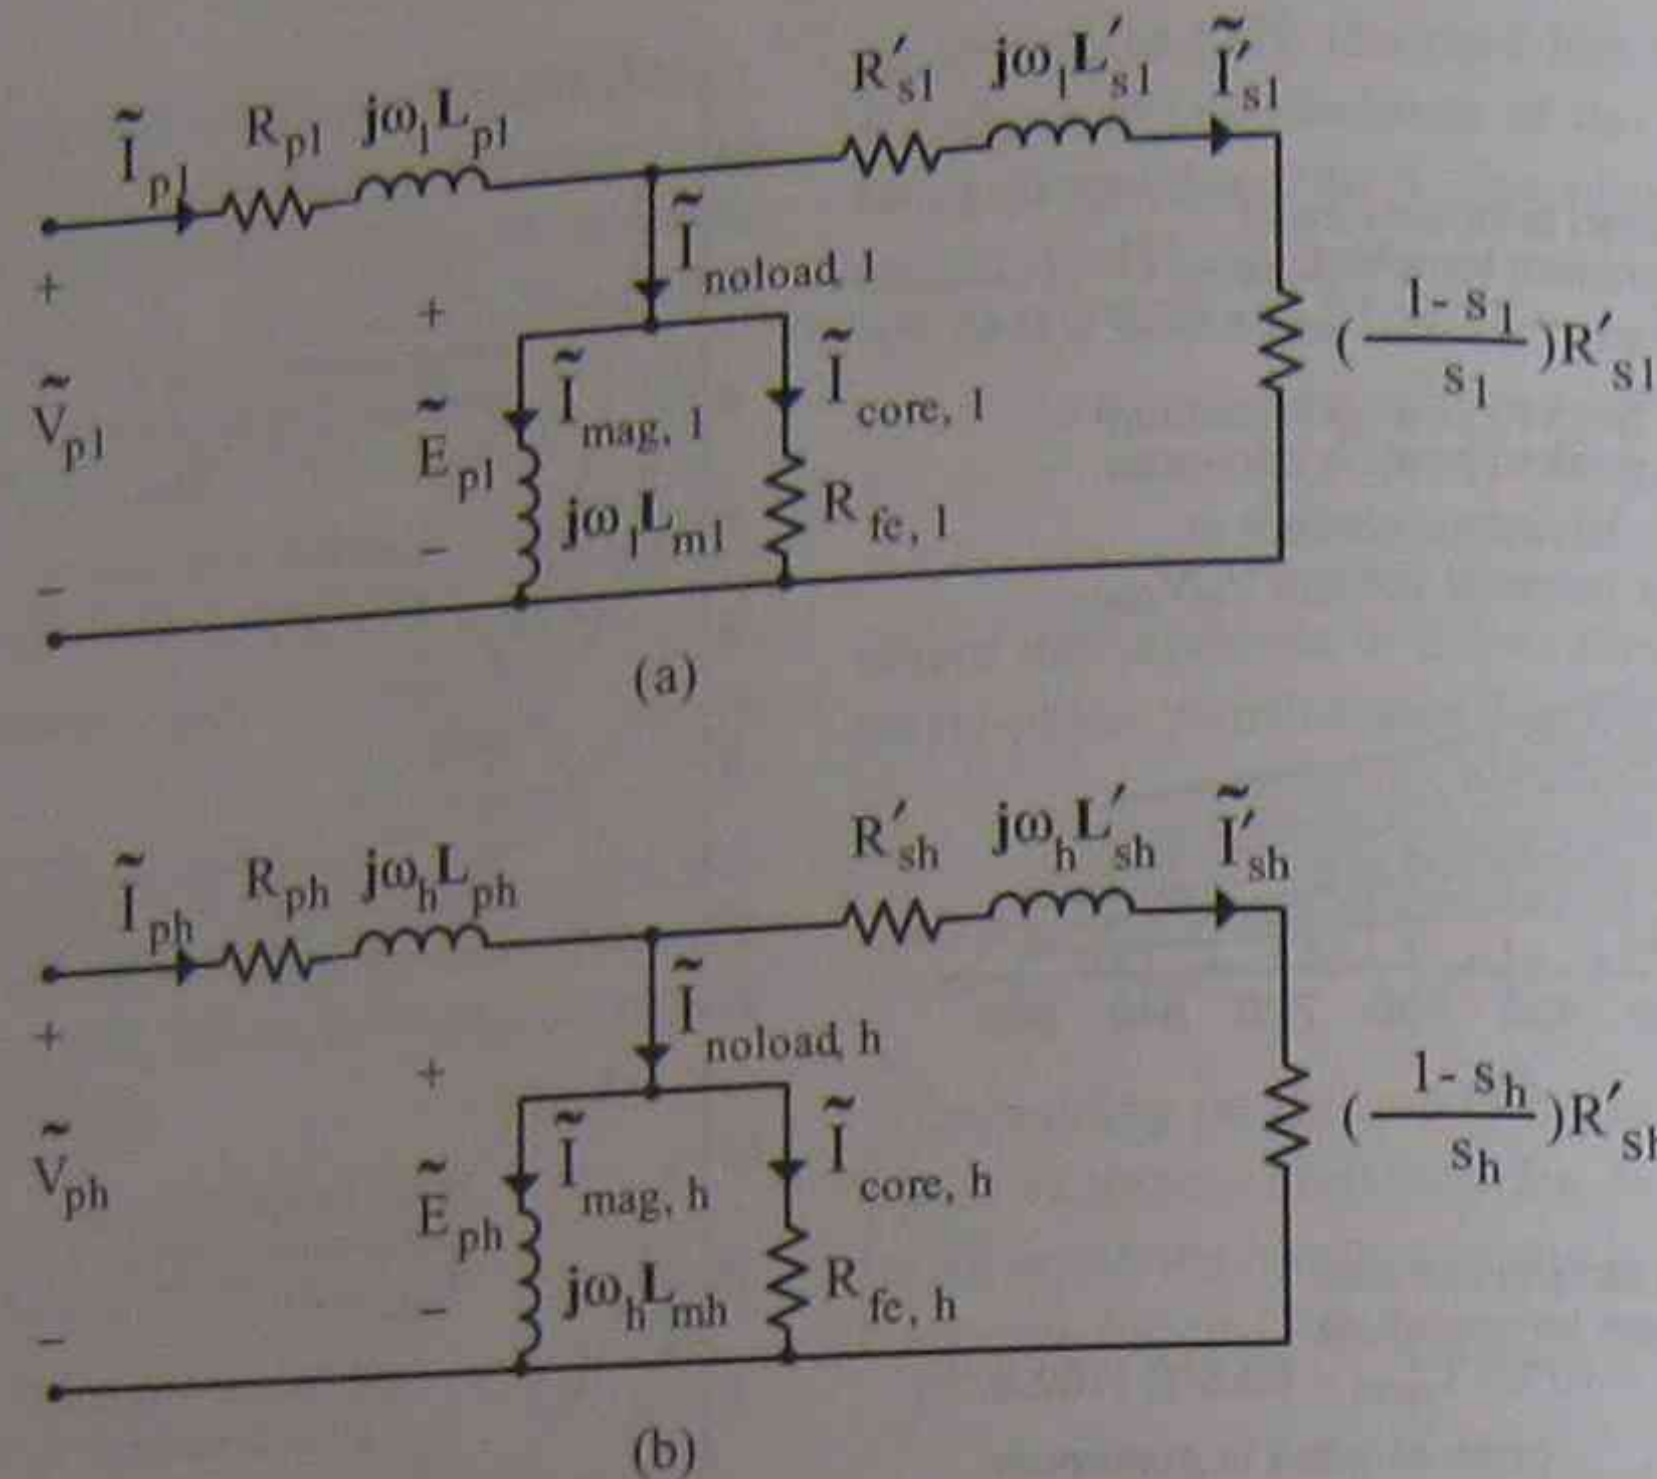 Ĩ_p1 R_p1 jω_1L_p1 R′_s1 jω_1L′_s1 Ĩ′_s1
Ĩ_noload, 1
+ Ṽ_p1 −
+ Ẽ_p1 −
Ĩ_mag, 1
jω_1L_m1
Ĩ_core, 1
R_fe, 1
(1-s_1/s_1)R′_s1
(a)
Ĩ_ph R_ph jω_hL_ph R′_sh jω_hL′_sh Ĩ′_sh
Ĩ_noload, h
+ Ṽ_ph −
+ Ẽ_ph −
Ĩ_mag, h
jω_hL_mh
Ĩ_core, h
R_fe, h
(1-s_h/s_h)R′_sh
(b)